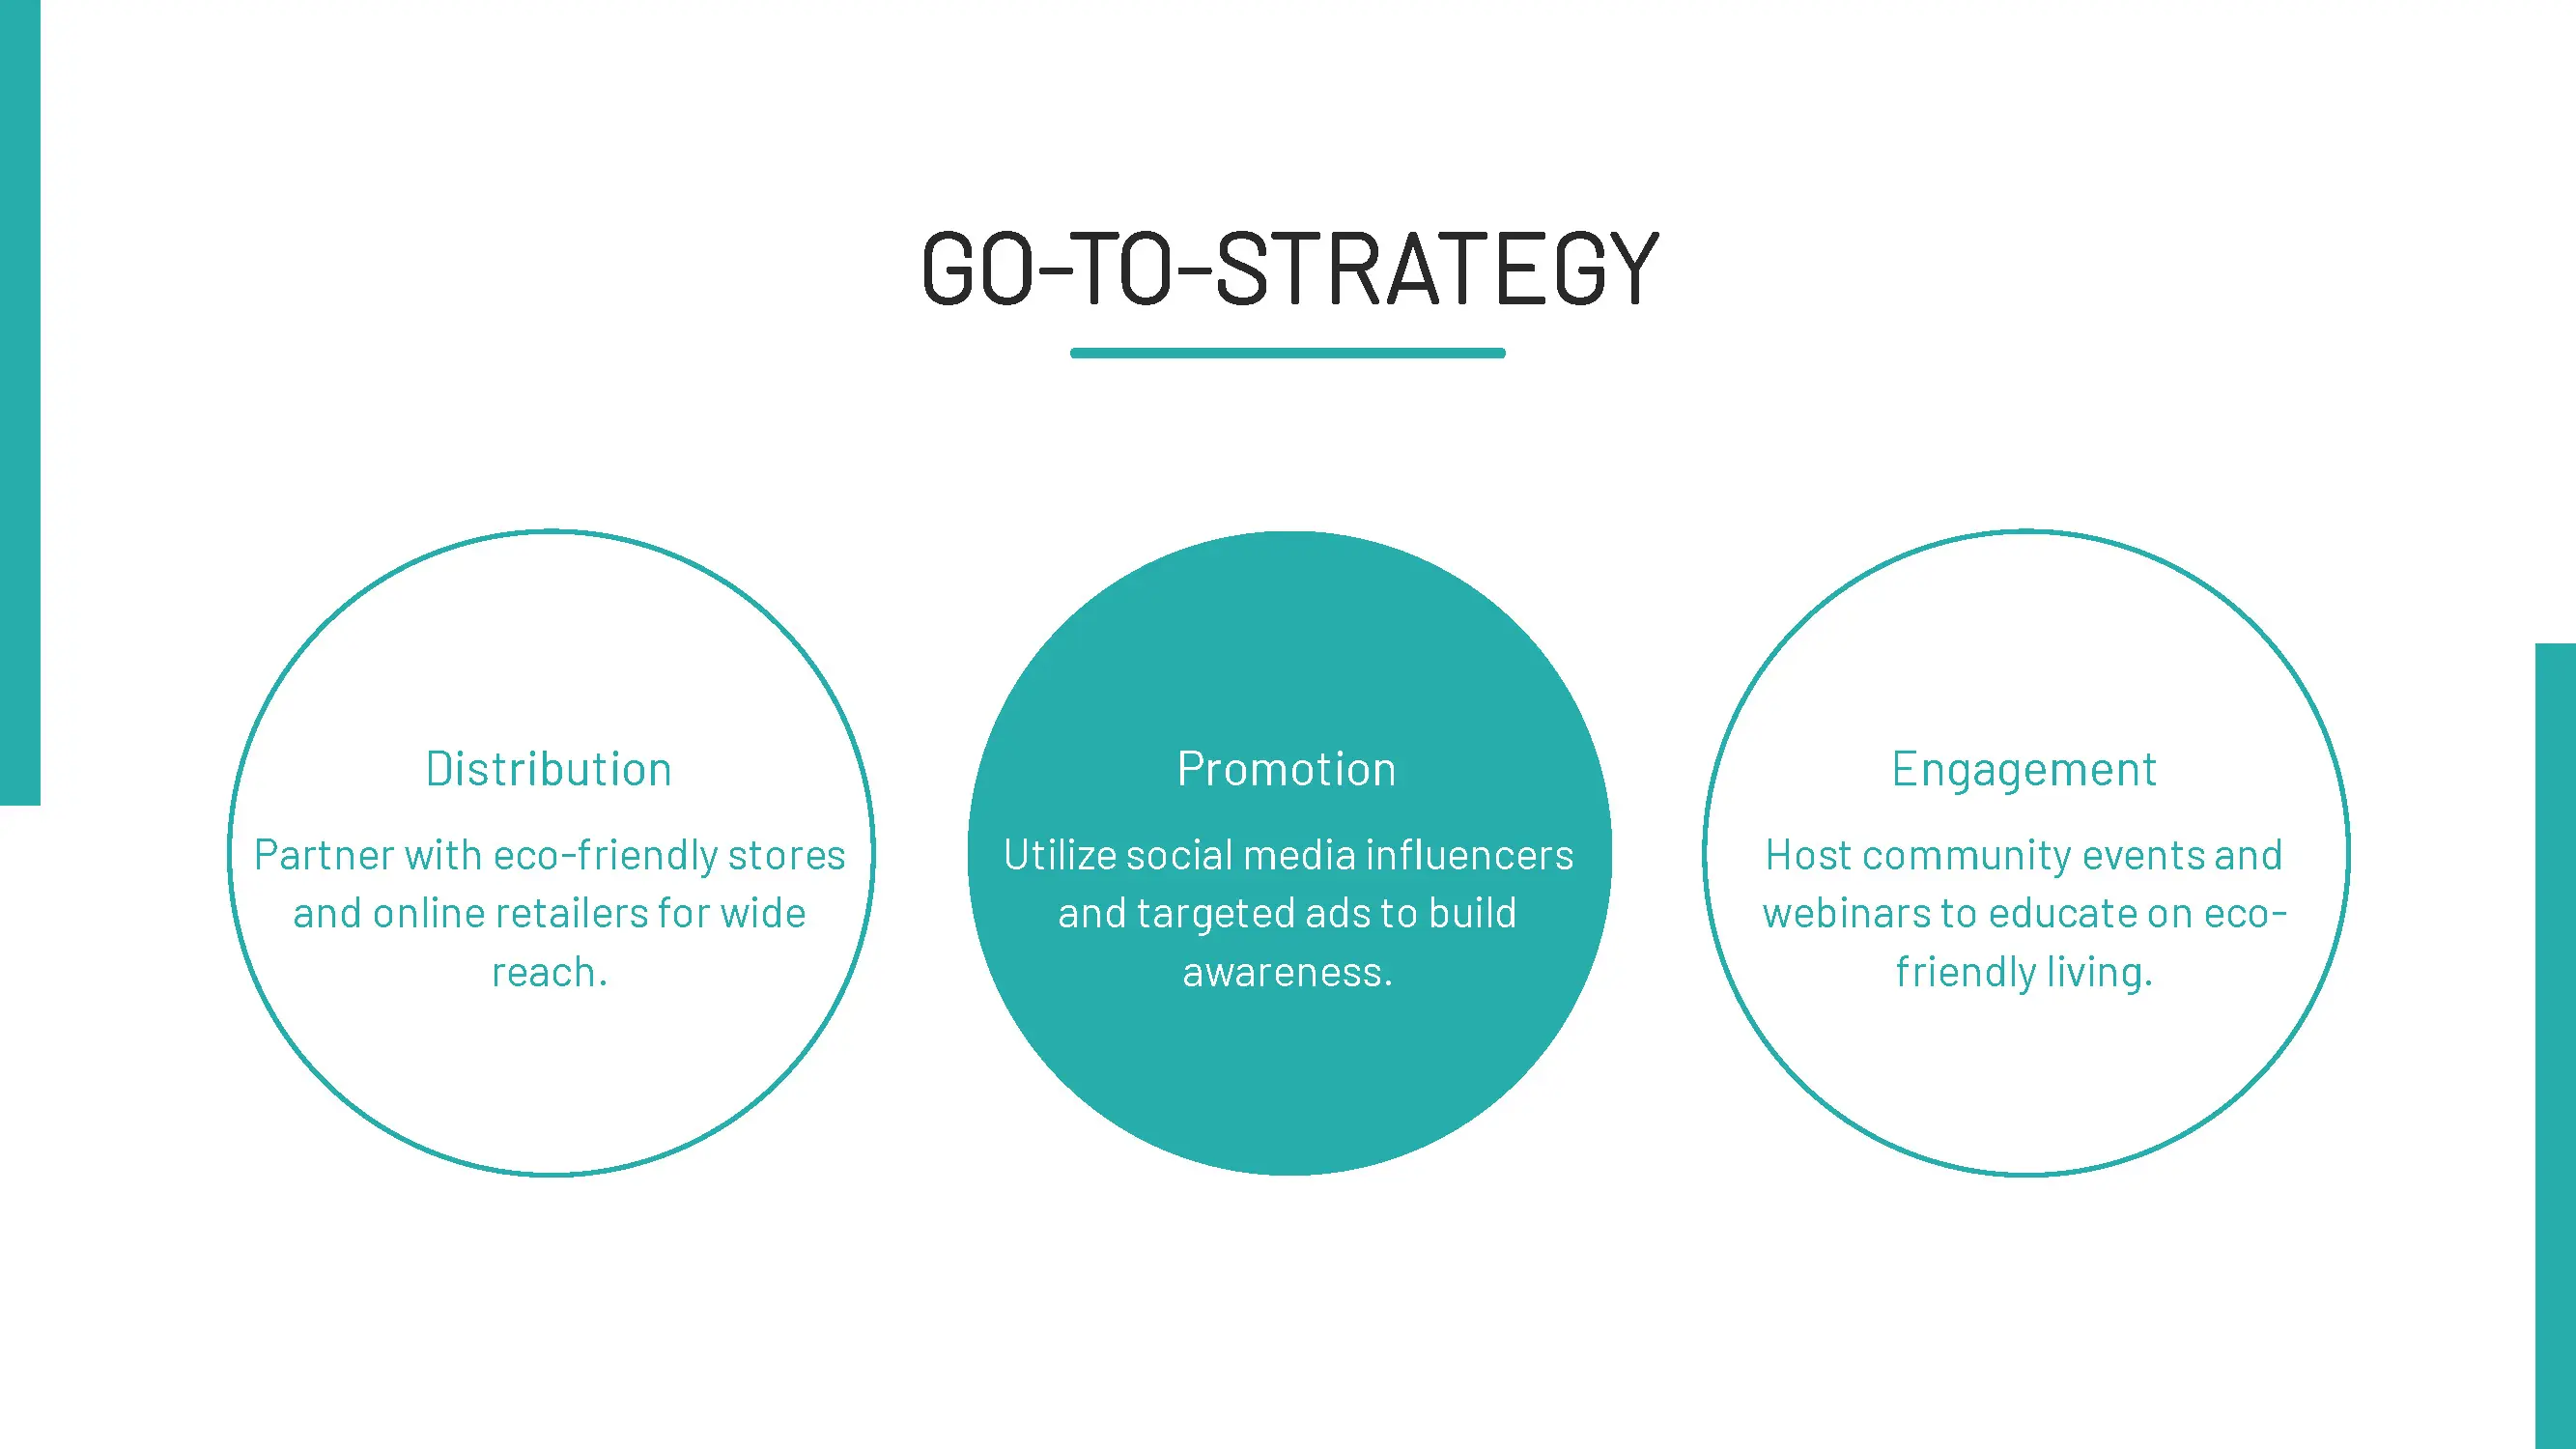 GO-TO-STRATEGY
Distribution
Partner with eco-friendly stores
and online retailers for wide
reach.
Promotion
Utilize social media influencers
and targeted ads to build
awareness.
Engagement
Host community events and
webinars to educate on eco-
friendly living.